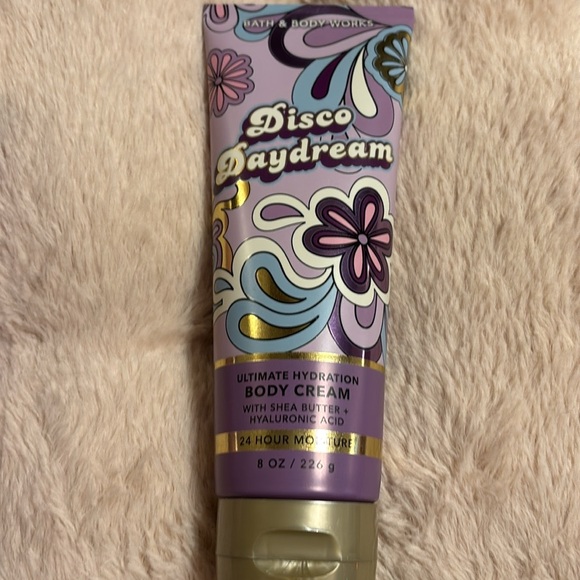 BATH & BODY WORKS
Disco
Daydream
ULTIMATE HYDRATION
BODY CREAM
WITH SHEA BUTTER +
HYALURONIC ACID
24 HOUR MOISTURE
8 OZ / 226 g